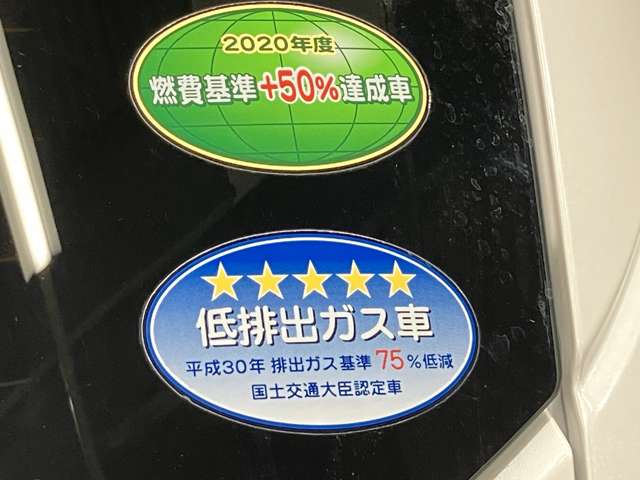 2020年度
燃費基準+50%達成車
低排出ガス車
平成30年 排出ガス基準 75%低減
国土交通大臣認定車